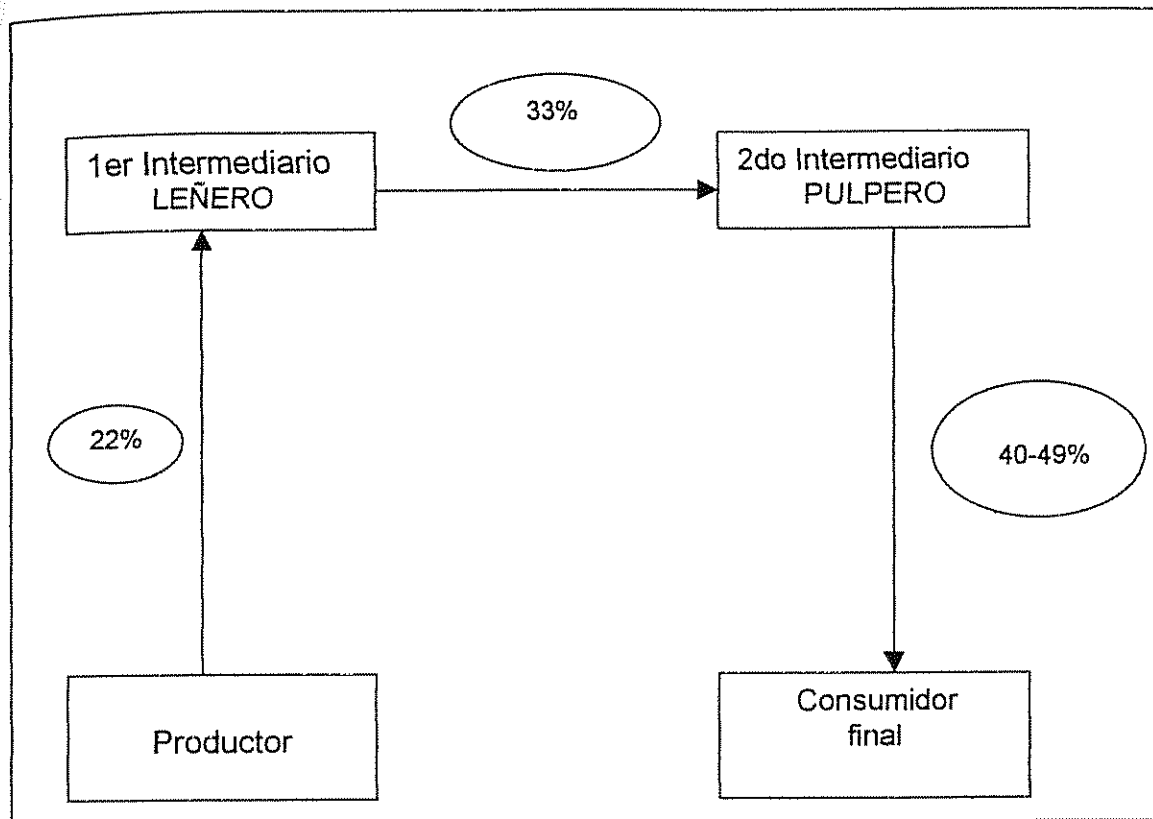 33%
1er Intermediario
LEÑERO
2do Intermediario
PULPERO
22%
40-49%
Productor
Consumidor
final